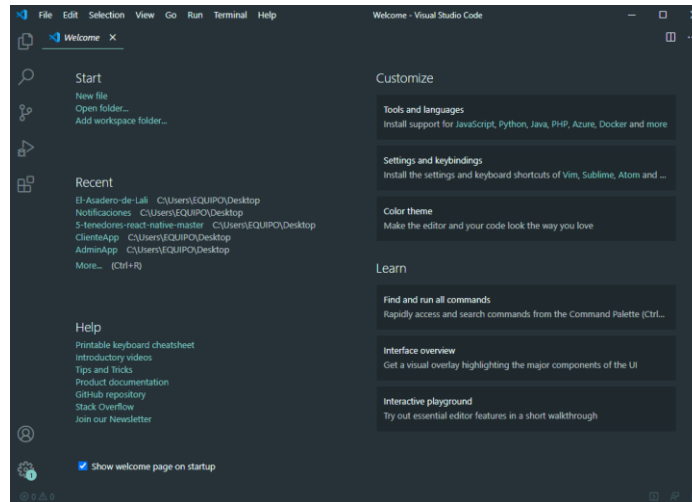 File Edit Selection View Go Run Terminal Help Welcome - Visual Studio Code
Welcome
Start
New file
Open folder...
Add workspace folder...
Recent
El-Asadero-de-Lali C:\Users\EQUIPO\Desktop
Notificaciones C:\Users\EQUIPO\Desktop
5-tenedores-react-native-master C:\Users\EQUIPO\Desktop
ClienteApp C:\Users\EQUIPO\Desktop
AdminApp C:\Users\EQUIPO\Desktop
More... (Ctrl+R)
Help
Printable keyboard cheatsheet
Introductory videos
Tips and Tricks
Product documentation
GitHub repository
Stack Overflow
Join our Newsletter
Show welcome page on startup
Customize
Tools and languages
Install support for JavaScript, Python, Java, PHP, Azure, Docker and more
Settings and keybindings
Install the settings and keyboard shortcuts of Vim, Sublime, Atom and ...
Color theme
Make the editor and your code look the way you love
Learn
Find and run all commands
Rapidly access and search commands from the Command Palette (Ctrl...
Interface overview
Get a visual overlay highlighting the major components of the UI
Interactive playground
Try out essential editor features in a short walkthrough
1
0 0